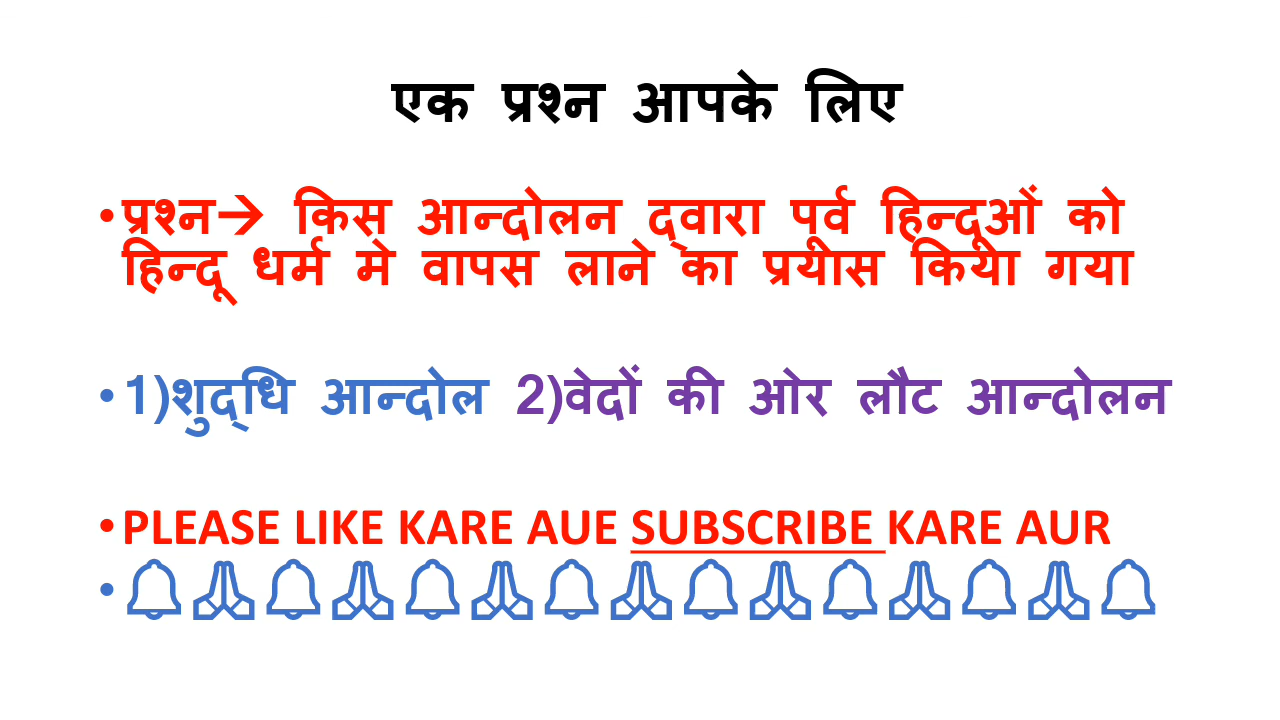 एक प्रश्न आपके लिए
•प्रश्न→ किस आन्दोलन द्वारा पूर्व हिन्दूओं को
हिन्दू धर्म मे वापस लाने का प्रयास किया गया
•1)शुद्धि आन्दोल 2)वेदों की ओर लौट आन्दोलन
•PLEASE LIKE KARE AUE SUBSCRIBE KARE AUR
•🔔🙏🔔🙏🔔🙏🔔🙏🔔🙏🔔🙏🔔🙏🔔